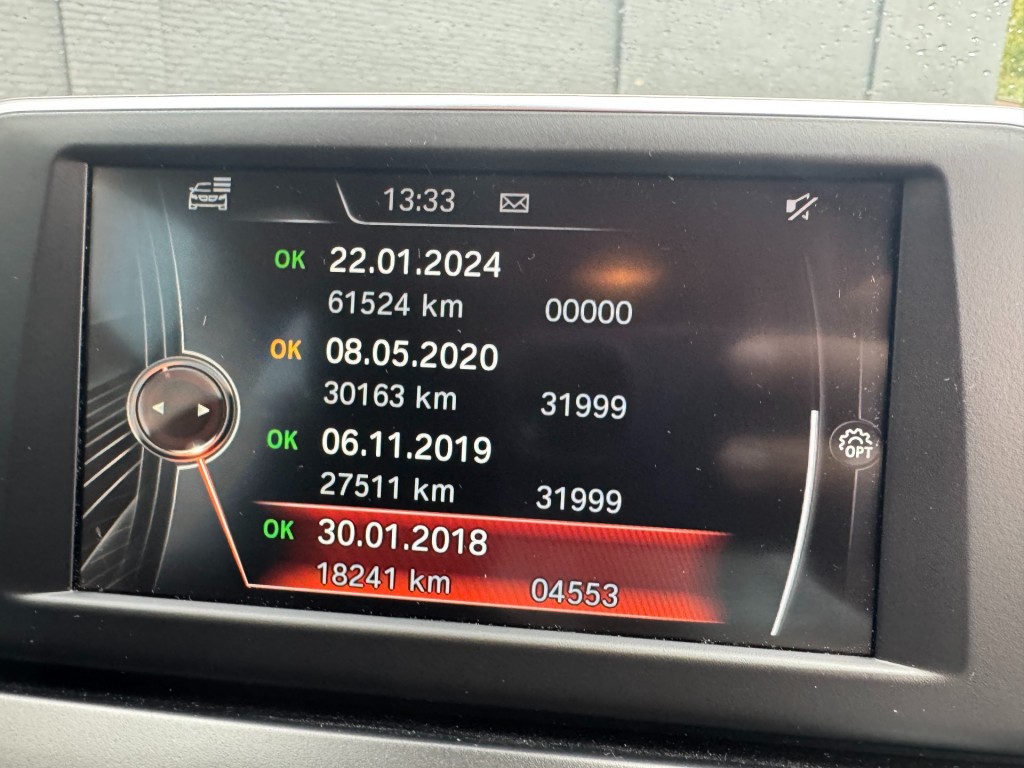 13:33
OK 22.01.2024
61524 km 00000
OK 08.05.2020
30163 km 31999
OK 06.11.2019
27511 km 31999
OPT
OK 30.01.2018
18241 km 04553